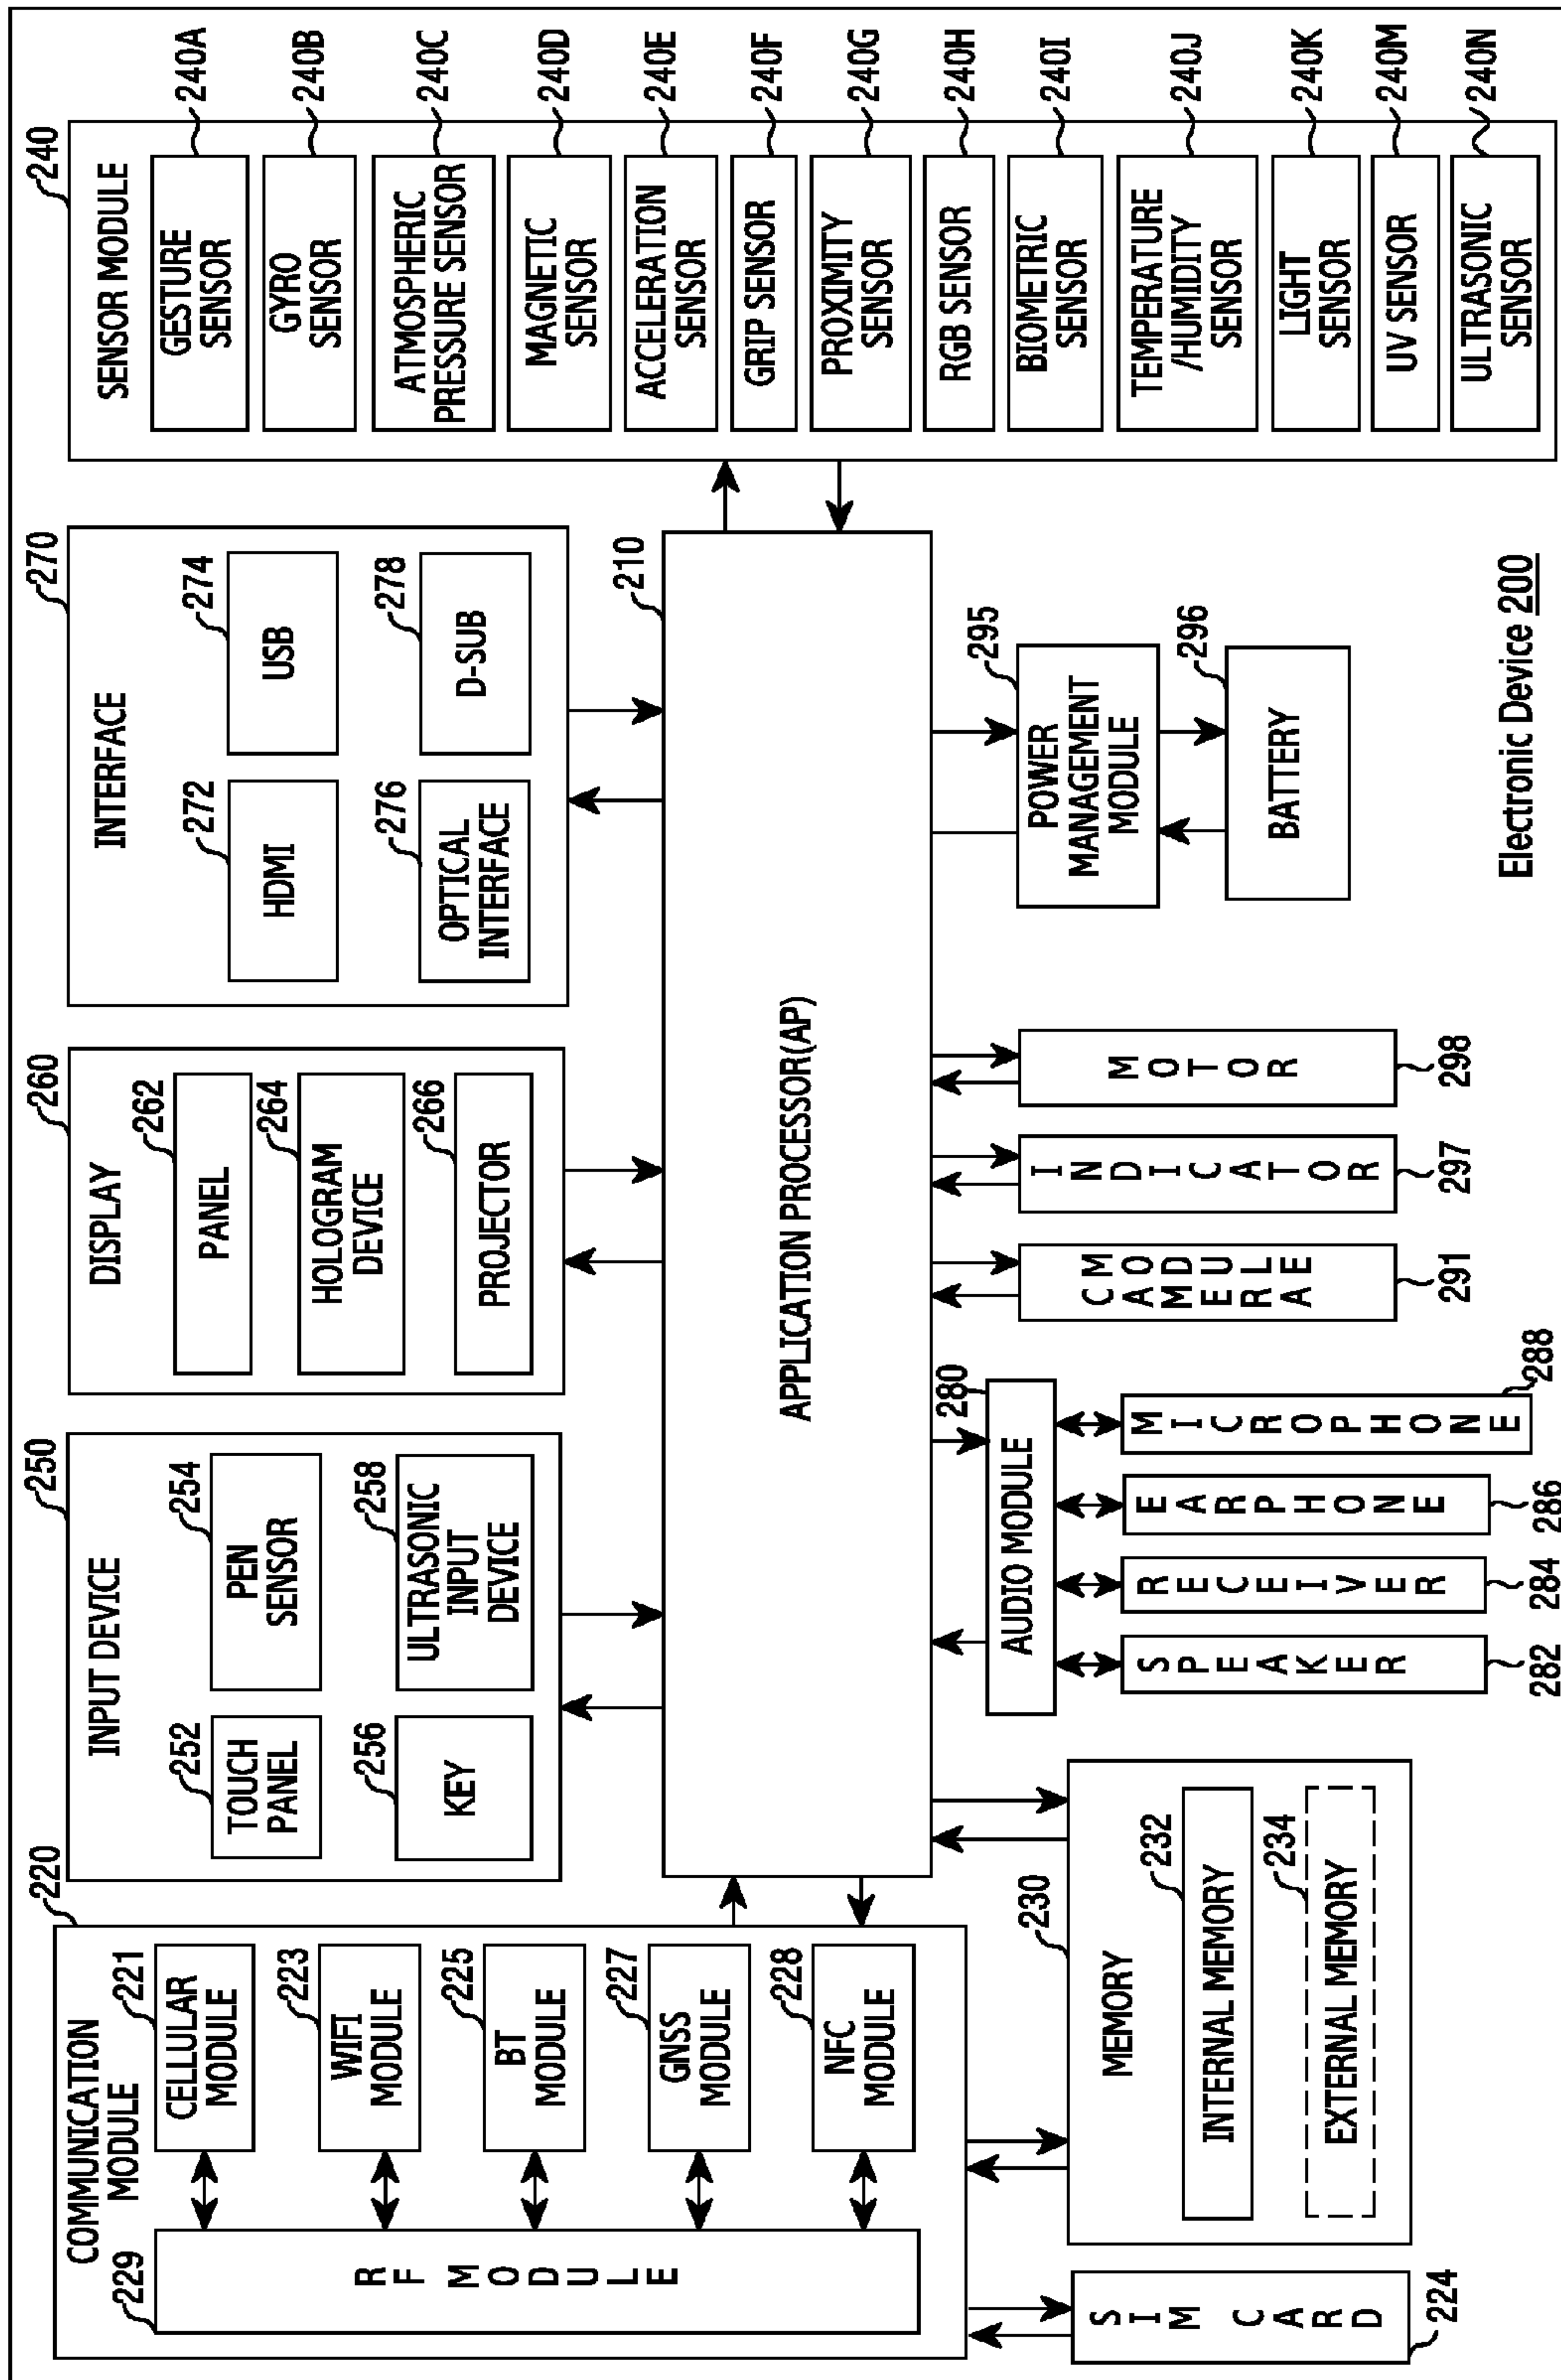 220
COMMUNICATION
MODULE
229
RF MODULE
221
CELLULAR
MODULE
223
WIFI
MODULE
225
BT
MODULE
227
GNSS
MODULE
228
NFC
MODULE
SIM CARD
224
250
INPUT DEVICE
252
TOUCH
PANEL
254
PEN
SENSOR
256
KEY
258
ULTRASONIC
INPUT
DEVICE
260
DISPLAY
262
PANEL
264
HOLOGRAM
DEVICE
266
PROJECTOR
270
INTERFACE
272
HDMI
274
USB
276
OPTICAL
INTERFACE
278
D-SUB
210
APPLICATION PROCESSOR(AP)
240
SENSOR MODULE
GESTURE
SENSOR
240A
GYRO
SENSOR
240B
ATMOSPHERIC
PRESSURE SENSOR
240C
MAGNETIC
SENSOR
240D
ACCELERATION
SENSOR
240E
GRIP SENSOR
240F
PROXIMITY
SENSOR
240G
RGB SENSOR
240H
BIOMETRIC
SENSOR
240I
TEMPERATURE
/HUMIDITY
SENSOR
240J
LIGHT
SENSOR
240K
UV SENSOR
240M
ULTRASONIC
SENSOR
240N
230
MEMORY
232
INTERNAL MEMORY
234
EXTERNAL MEMORY
280
AUDIO MODULE
SPEAKER
282
RECEIVER
284
EARPHONE
286
MICROPHONE
288
CAMERA
MODULE
291
INDICATOR
297
MOTOR
298
295
POWER
MANAGEMENT
MODULE
296
BATTERY
Electronic Device 200